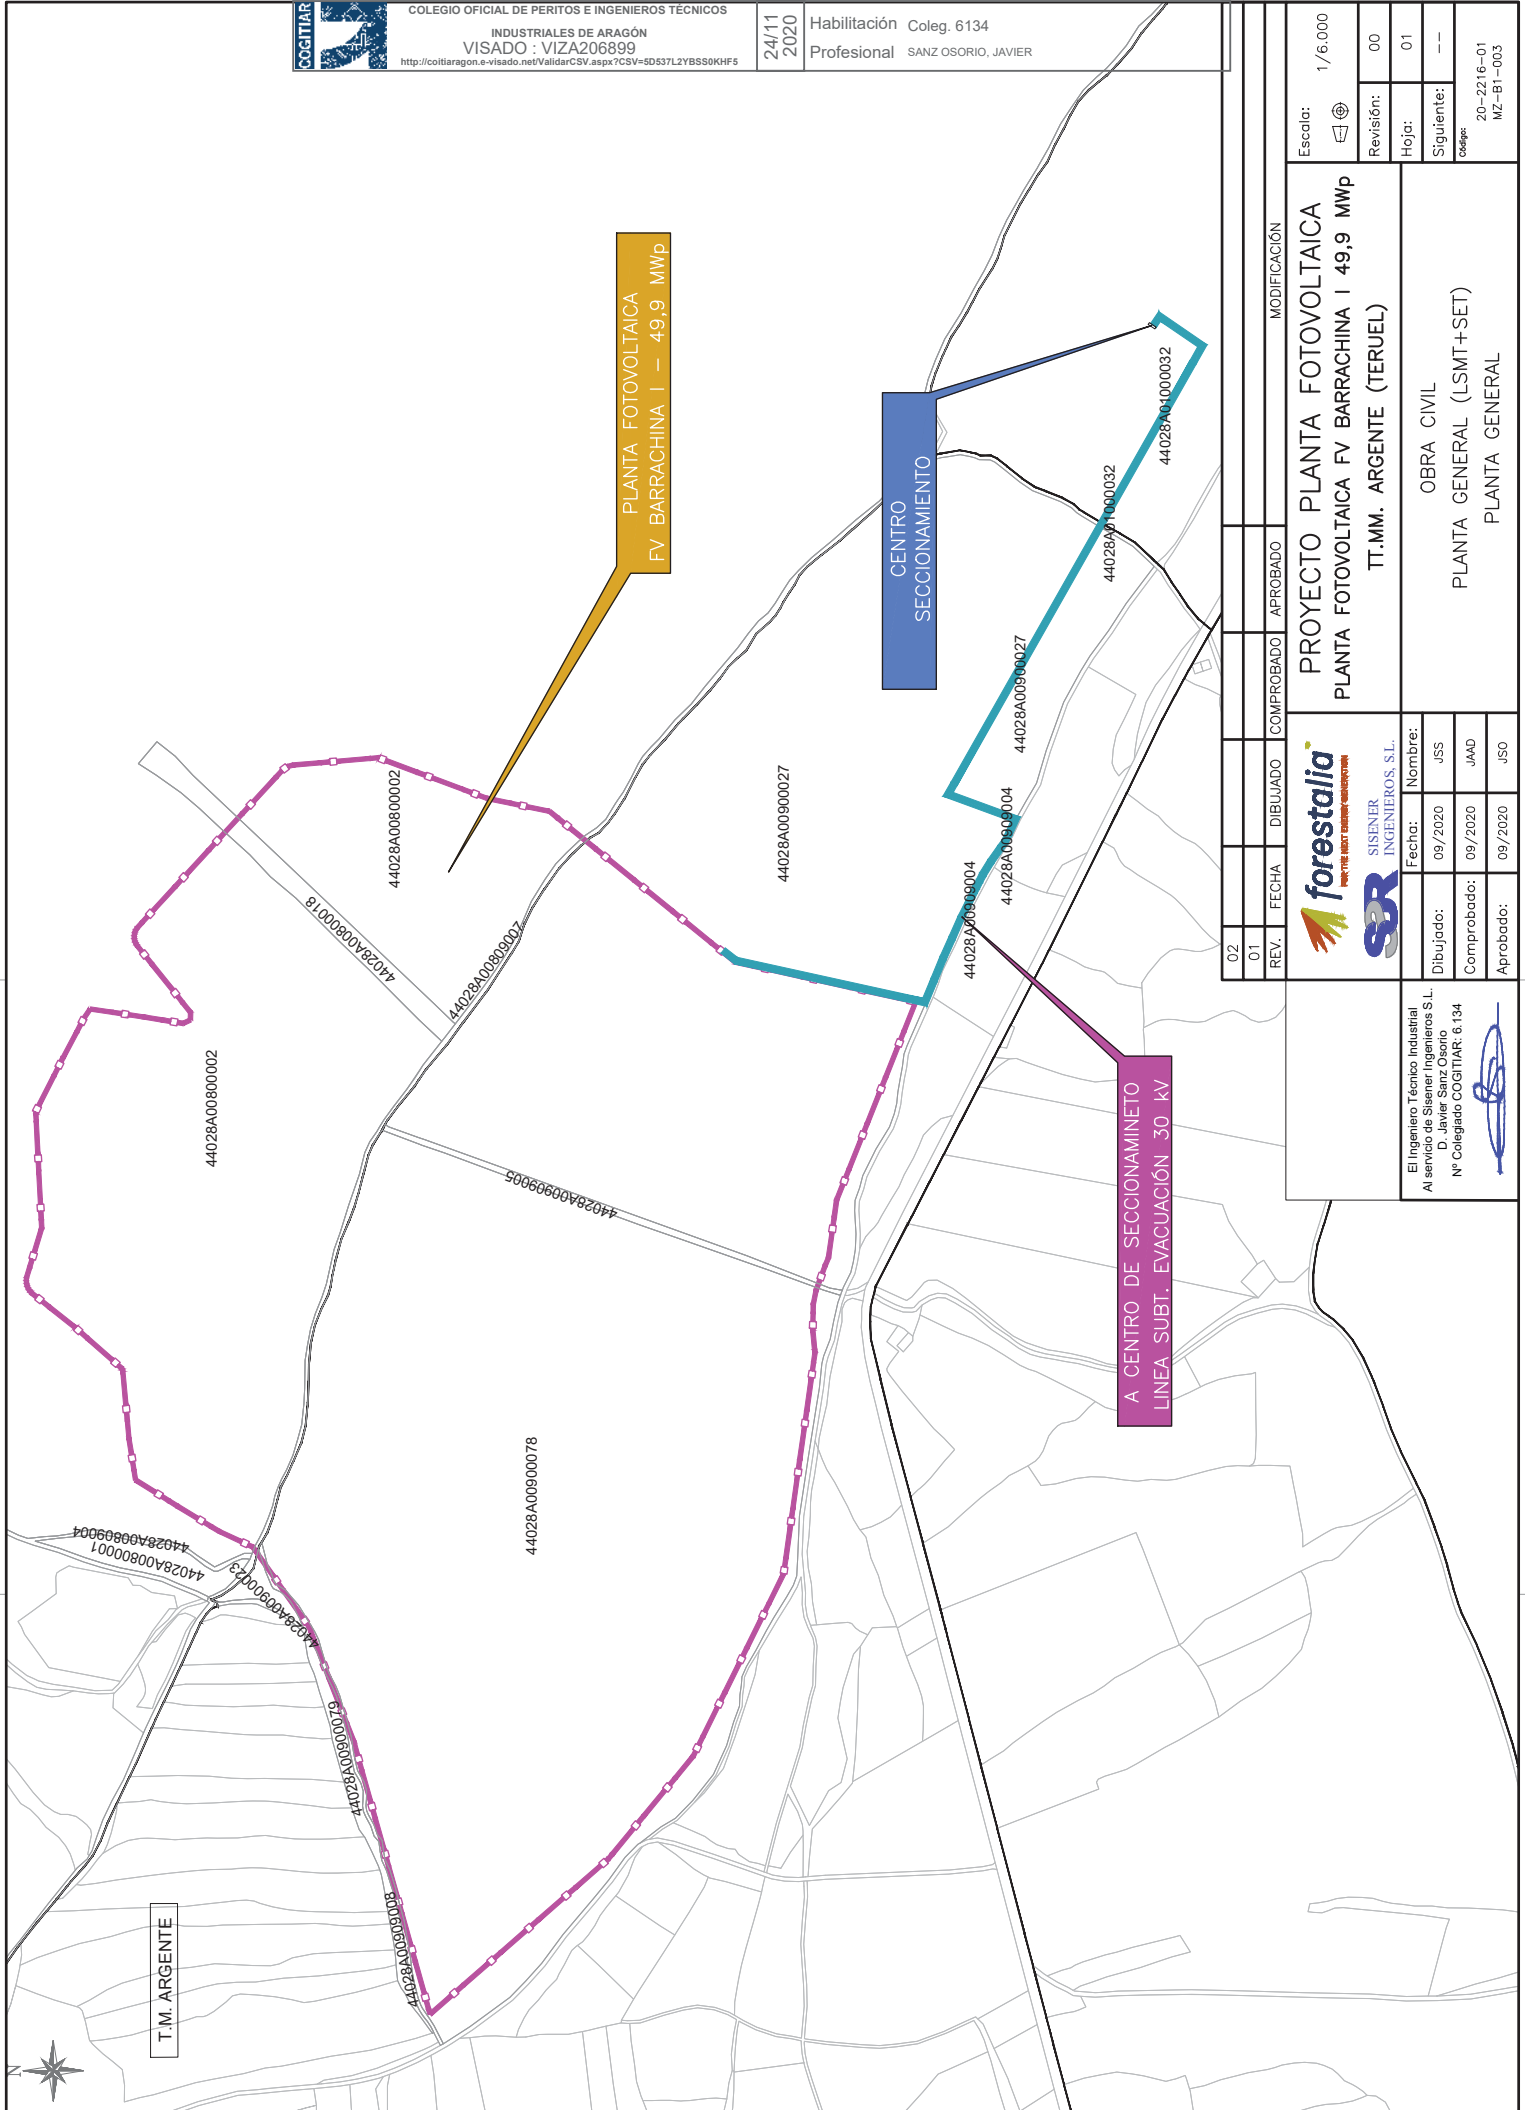 COGITIAR
COLEGIO OFICIAL DE PERITOS E INGENIEROS TÉCNICOS
INDUSTRIALES DE ARAGÓN
VISADO : VIZA206899
http://coitiaragon.e-visado.net/ValidarCSV.aspx?CSV=5D537L2YBSS0KHF5
24/11
2020
Habilitación Coleg. 6134
Profesional SANZ OSORIO, JAVIER
N
T.M. ARGENTE
PLANTA FOTOVOLTAICA
FV BARRACHINA I - 49,9 MWp
CENTRO
SECCIONAMIENTO
A CENTRO DE SECCIONAMINETO
LINEA SUBT. EVACUACIÓN 30 kV
44028A00809004
44028A00800001
44028A00900023
44028A00900079
44028A00909008
44028A00800002
44028A00800002
44028A00800018
44028A00809007
44028A00909005
44028A00900078
44028A00900027
44028A00909004
44028A00909004
44028A00900027
44028A01000032
44028A01000032
02
01
REV. FECHA DIBUJADO COMPROBADO APROBADO MODIFICACIÓN
forestalia
FOR THE NEXT ENERGY GENERATION
SISENER
INGENIEROS, S.L.
PROYECTO PLANTA FOTOVOLTAICA
PLANTA FOTOVOLTAICA FV BARRACHINA I 49,9 MWp
TT.MM. ARGENTE (TERUEL)
Escala:
1/6.000
Revisión: 00
Hoja: 01
Siguiente: --
Código:
20-2216-01
MZ-B1-003
El Ingeniero Técnico Industrial
Al servicio de Sisener Ingenieros S.L.
D. Javier Sanz Osorio
Nº Colegiado COGITIAR: 6.134
Fecha: Nombre:
Dibujado: 09/2020 JSS
Comprobado: 09/2020 JAAD
Aprobado: 09/2020 JSO
OBRA CIVIL
PLANTA GENERAL (LSMT+SET)
PLANTA GENERAL